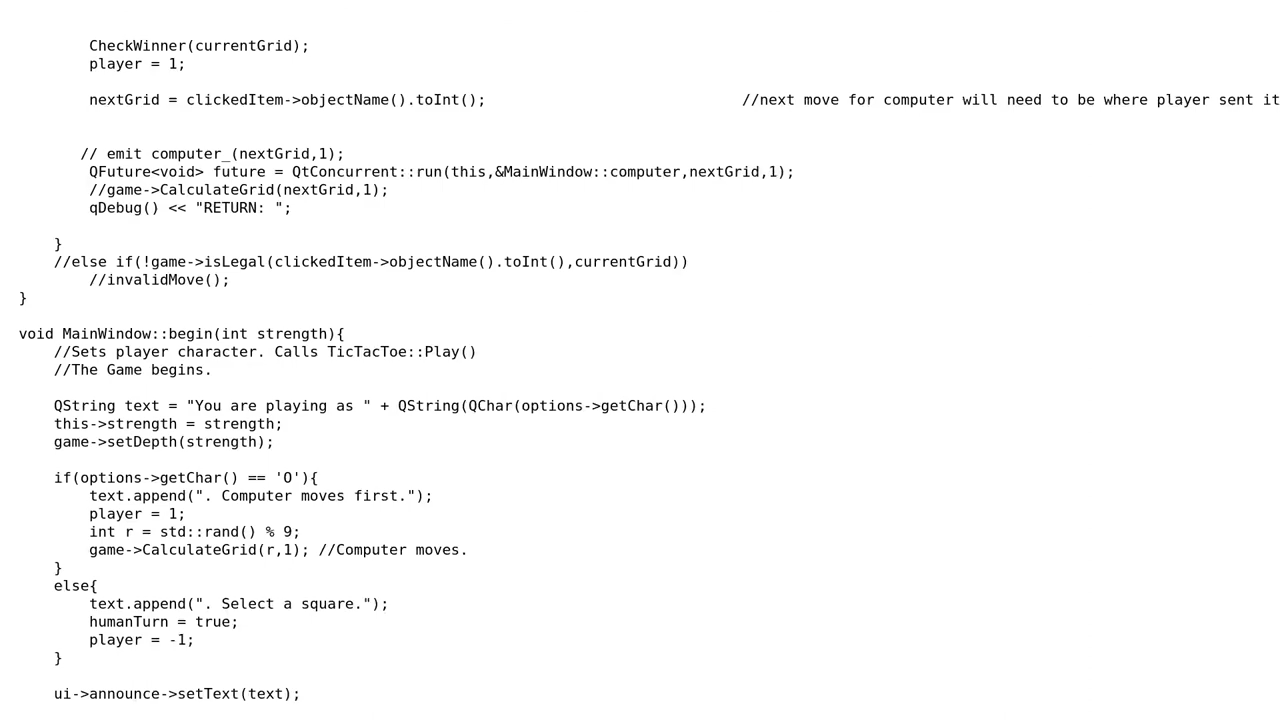 CheckWinner(currentGrid);
player = 1;
nextGrid = clickedItem->objectName().toInt(); //next move for computer will need to be where player sent it
// emit computer_(nextGrid,1);
QFuture<void> future = QtConcurrent::run(this,&MainWindow::computer,nextGrid,1);
//game->CalculateGrid(nextGrid,1);
qDebug() << "RETURN: ";
}
//else if(!game->isLegal(clickedItem->objectName().toInt(),currentGrid))
//invalidMove();
}
void MainWindow::begin(int strength){
//Sets player character. Calls TicTacToe::Play()
//The Game begins.
QString text = "You are playing as " + QString(QChar(options->getChar()));
this->strength = strength;
game->setDepth(strength);
if(options->getChar() == 'O'){
text.append(". Computer moves first.");
player = 1;
int r = std::rand() % 9;
game->CalculateGrid(r,1); //Computer moves.
}
else{
text.append(". Select a square.");
humanTurn = true;
player = -1;
}
ui->announce->setText(text);